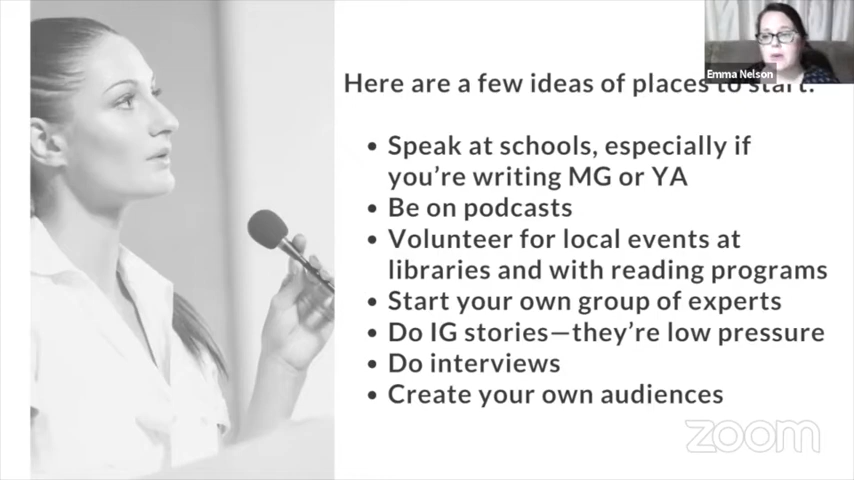 Emma Nelson
Here are a few ideas of places to start:
• Speak at schools, especially if
you're writing MG or YA
• Be on podcasts
• Volunteer for local events at
libraries and with reading programs
• Start your own group of experts
• Do IG stories—they're low pressure
• Do interviews
• Create your own audiences
zoom